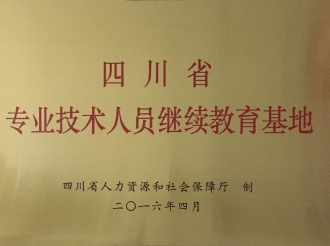 四川省
专业技术人员继续教育基地
四川省人力资源和社会保障厅 制
二〇一六年四月